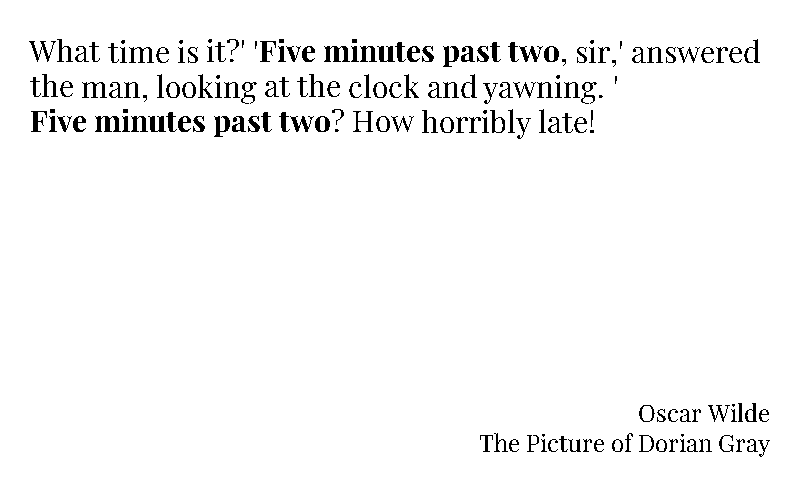 What time is it?' 'Five minutes past two, sir,' answered
the man, looking at the clock and yawning. '
Five minutes past two? How horribly late!
Oscar Wilde
The Picture of Dorian Gray